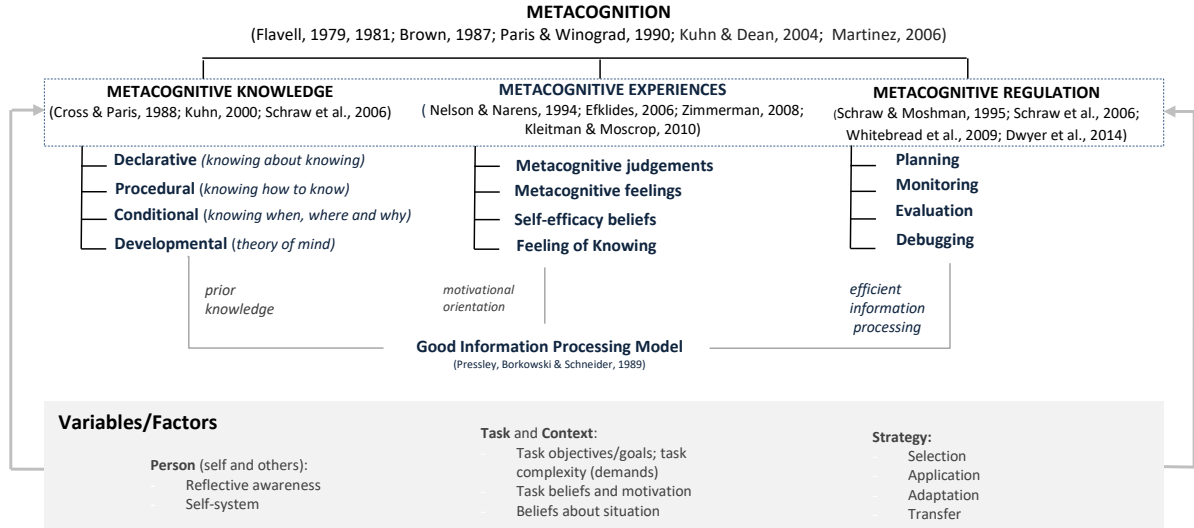 METACOGNITION
(Flavell, 1979, 1981; Brown, 1987; Paris & Winograd, 1990; Kuhn & Dean, 2004; Martinez, 2006)
METACOGNITIVE KNOWLEDGE
(Cross & Paris, 1988; Kuhn, 2000; Schraw et al., 2006)
METACOGNITIVE EXPERIENCES
( Nelson & Narens, 1994; Efklides, 2006; Zimmerman, 2008;
Kleitman & Moscrop, 2010)
METACOGNITIVE REGULATION
(Schraw & Moshman, 1995; Schraw et al., 2006;
Whitebread et al., 2009; Dwyer et al., 2014)
Declarative (knowing about knowing)
Procedural (knowing how to know)
Conditional (knowing when, where and why)
Developmental (theory of mind)
Metacognitive judgements
Metacognitive feelings
Self-efficacy beliefs
Feeling of Knowing
Planning
Monitoring
Evaluation
Debugging
prior
knowledge
motivational
orientation
efficient
information
processing
Good Information Processing Model
(Pressley, Borkowski & Schneider, 1989)
Variables/Factors
Person (self and others):
Reflective awareness
Self-system
Task and Context:
Task objectives/goals; task
complexity (demands)
Task beliefs and motivation
Beliefs about situation
Strategy:
Selection
Application
Adaptation
Transfer